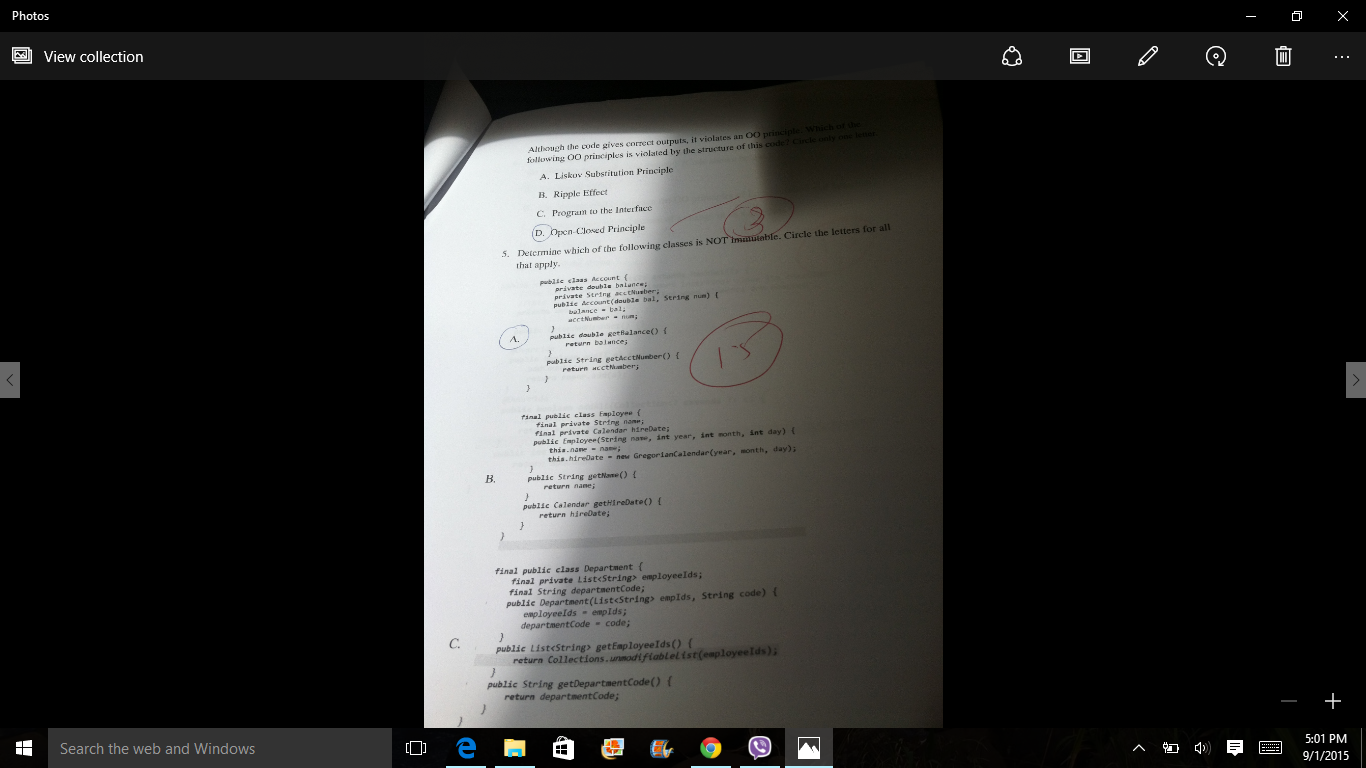 Photos
View collection
Although the code gives correct outputs, it violates an OO principle. Which of the
following OO principles is violated by the structure of this code? Circle only one letter
A. Liskov Substitution Principle
B. Ripple Effect
C. Program to the Interface
D. Open-Closed Principle
3
5. Determine which of the following classes is NOT immutable. Circle the letters for all
that apply.
public class Account {
private double balance;
private String acctNumber;
public Account(double bal, String num) {
balance = bal;
acctNumber = num;
}
A.
public double getBalance() {
return balance;
}
public String getAcctNumber() {
return acctNumber;
}
}
1.5
final public class Employee {
final private String name;
final private Calendar hireDate;
public Employee(String name, int year, int month, int day) {
this.name = name;
this.hireDate = new GregorianCalendar(year, month, day);
}
B.
public String getName() {
return name;
}
public Calendar getHireDate() {
return hireDate;
}
}
final public class Department {
final private List<String> employeeIds;
final String departmentCode;
public Department(List<String> empIds, String code) {
employeeIds = empIds;
departmentCode = code;
}
C.
public List<String> getEmployeeIds() {
return Collections.unmodifiableList(employeeIds);
}
public String getDepartmentCode() {
return departmentCode;
}
}
Search the web and Windows
5:01 PM
9/1/2015